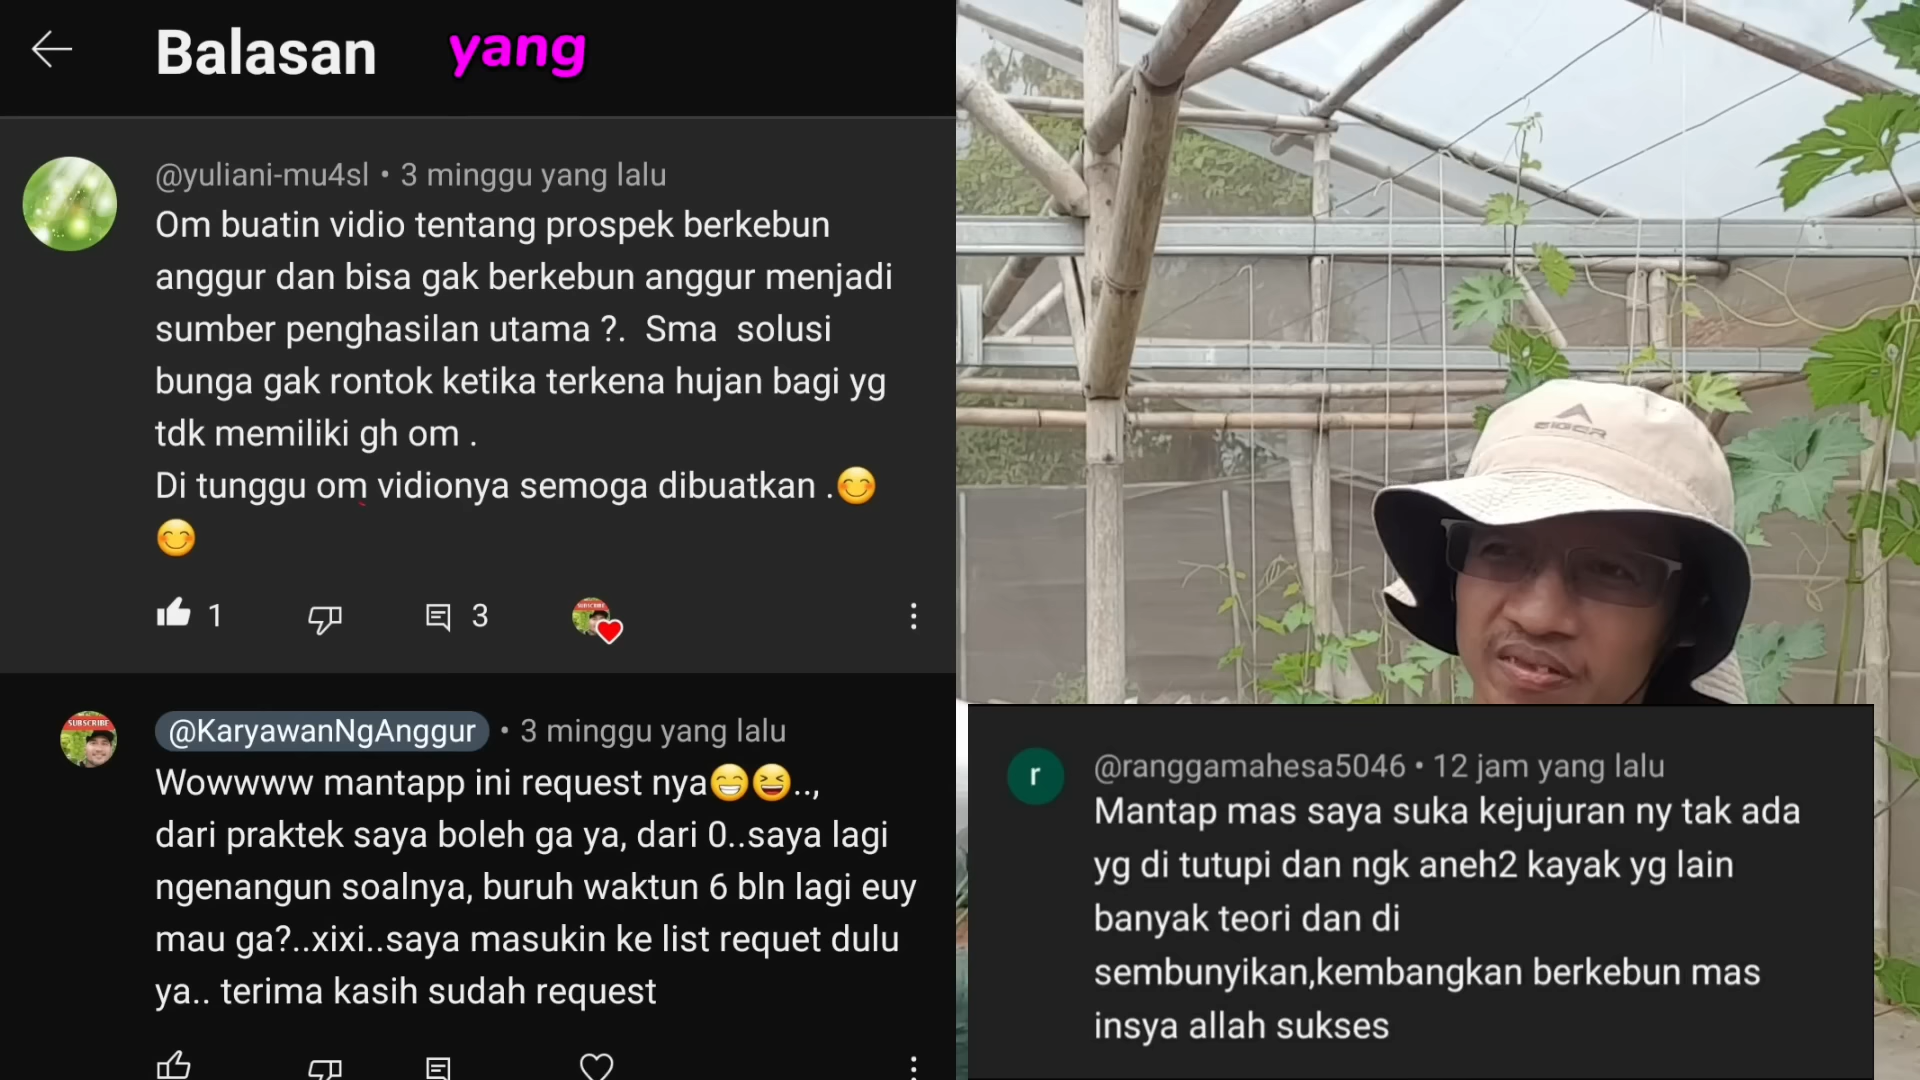 Balasan yang
@yuliani-mu4sl • 3 minggu yang lalu
Om buatin vidio tentang prospek berkebun
anggur dan bisa gak berkebun anggur menjadi
sumber penghasilan utama ?. Sma solusi
bunga gak rontok ketika terkena hujan bagi yg
tdk memiliki gh om .
Di tunggu om vidionya semoga dibuatkan .😊
😊
1 3
SUBSCRIBE
@KaryawanNgAnggur • 3 minggu yang lalu
Wowwww mantapp ini request nya😁😆..,
dari praktek saya boleh ga ya, dari 0..saya lagi
ngenangun soalnya, buruh waktun 6 bln lagi euy
mau ga?..xixi..saya masukin ke list requet dulu
ya.. terima kasih sudah request
EIGER
r
@ranggamahesa5046 • 12 jam yang lalu
Mantap mas saya suka kejujuran ny tak ada
yg di tutupi dan ngk aneh2 kayak yg lain
banyak teori dan di
sembunyikan,kembangkan berkebun mas
insya allah sukses